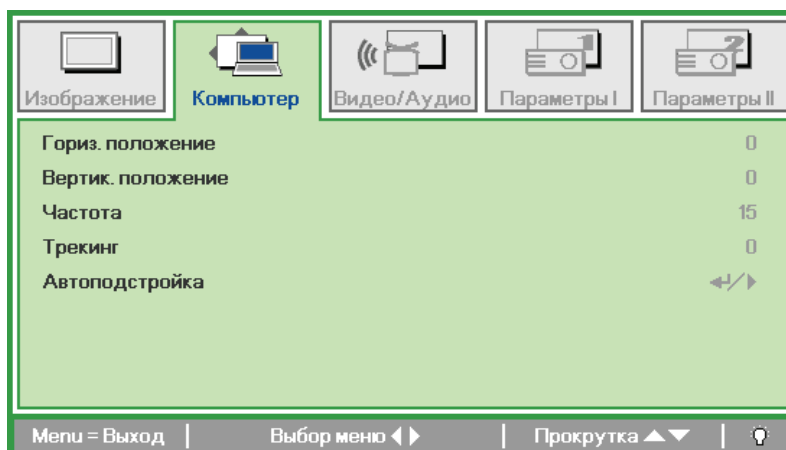 Изображение
Компьютер
Видео/Аудио
Параметры I
Параметры II
Гориз. положение 0
Вертик. положение 0
Частота 15
Трекинг 0
Автоподстройка
Menu = Выход
Выбор меню
Прокрутка